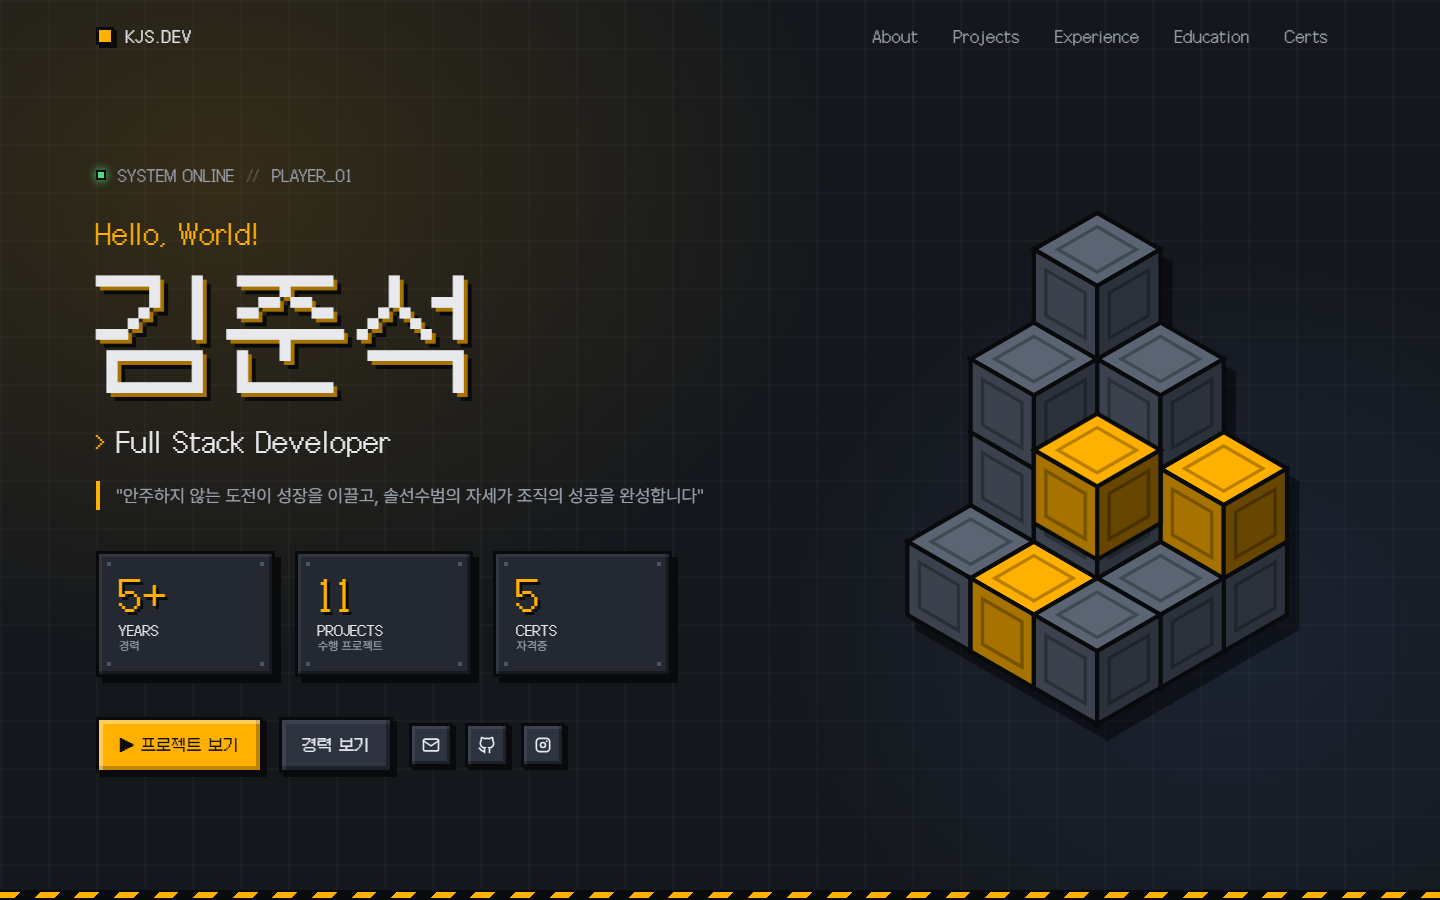 KJS.DEV
About Projects Experience Education Certs
SYSTEM ONLINE // PLAYER_01
Hello, World!
김준석
> Full Stack Developer
"안주하지 않는 도전이 성장을 이끌고, 솔선수범의 자세가 조직의 성공을 완성합니다"
5+
YEARS
경력
11
PROJECTS
수행 프로젝트
5
CERTS
자격증
▶ 프로젝트 보기
경력 보기